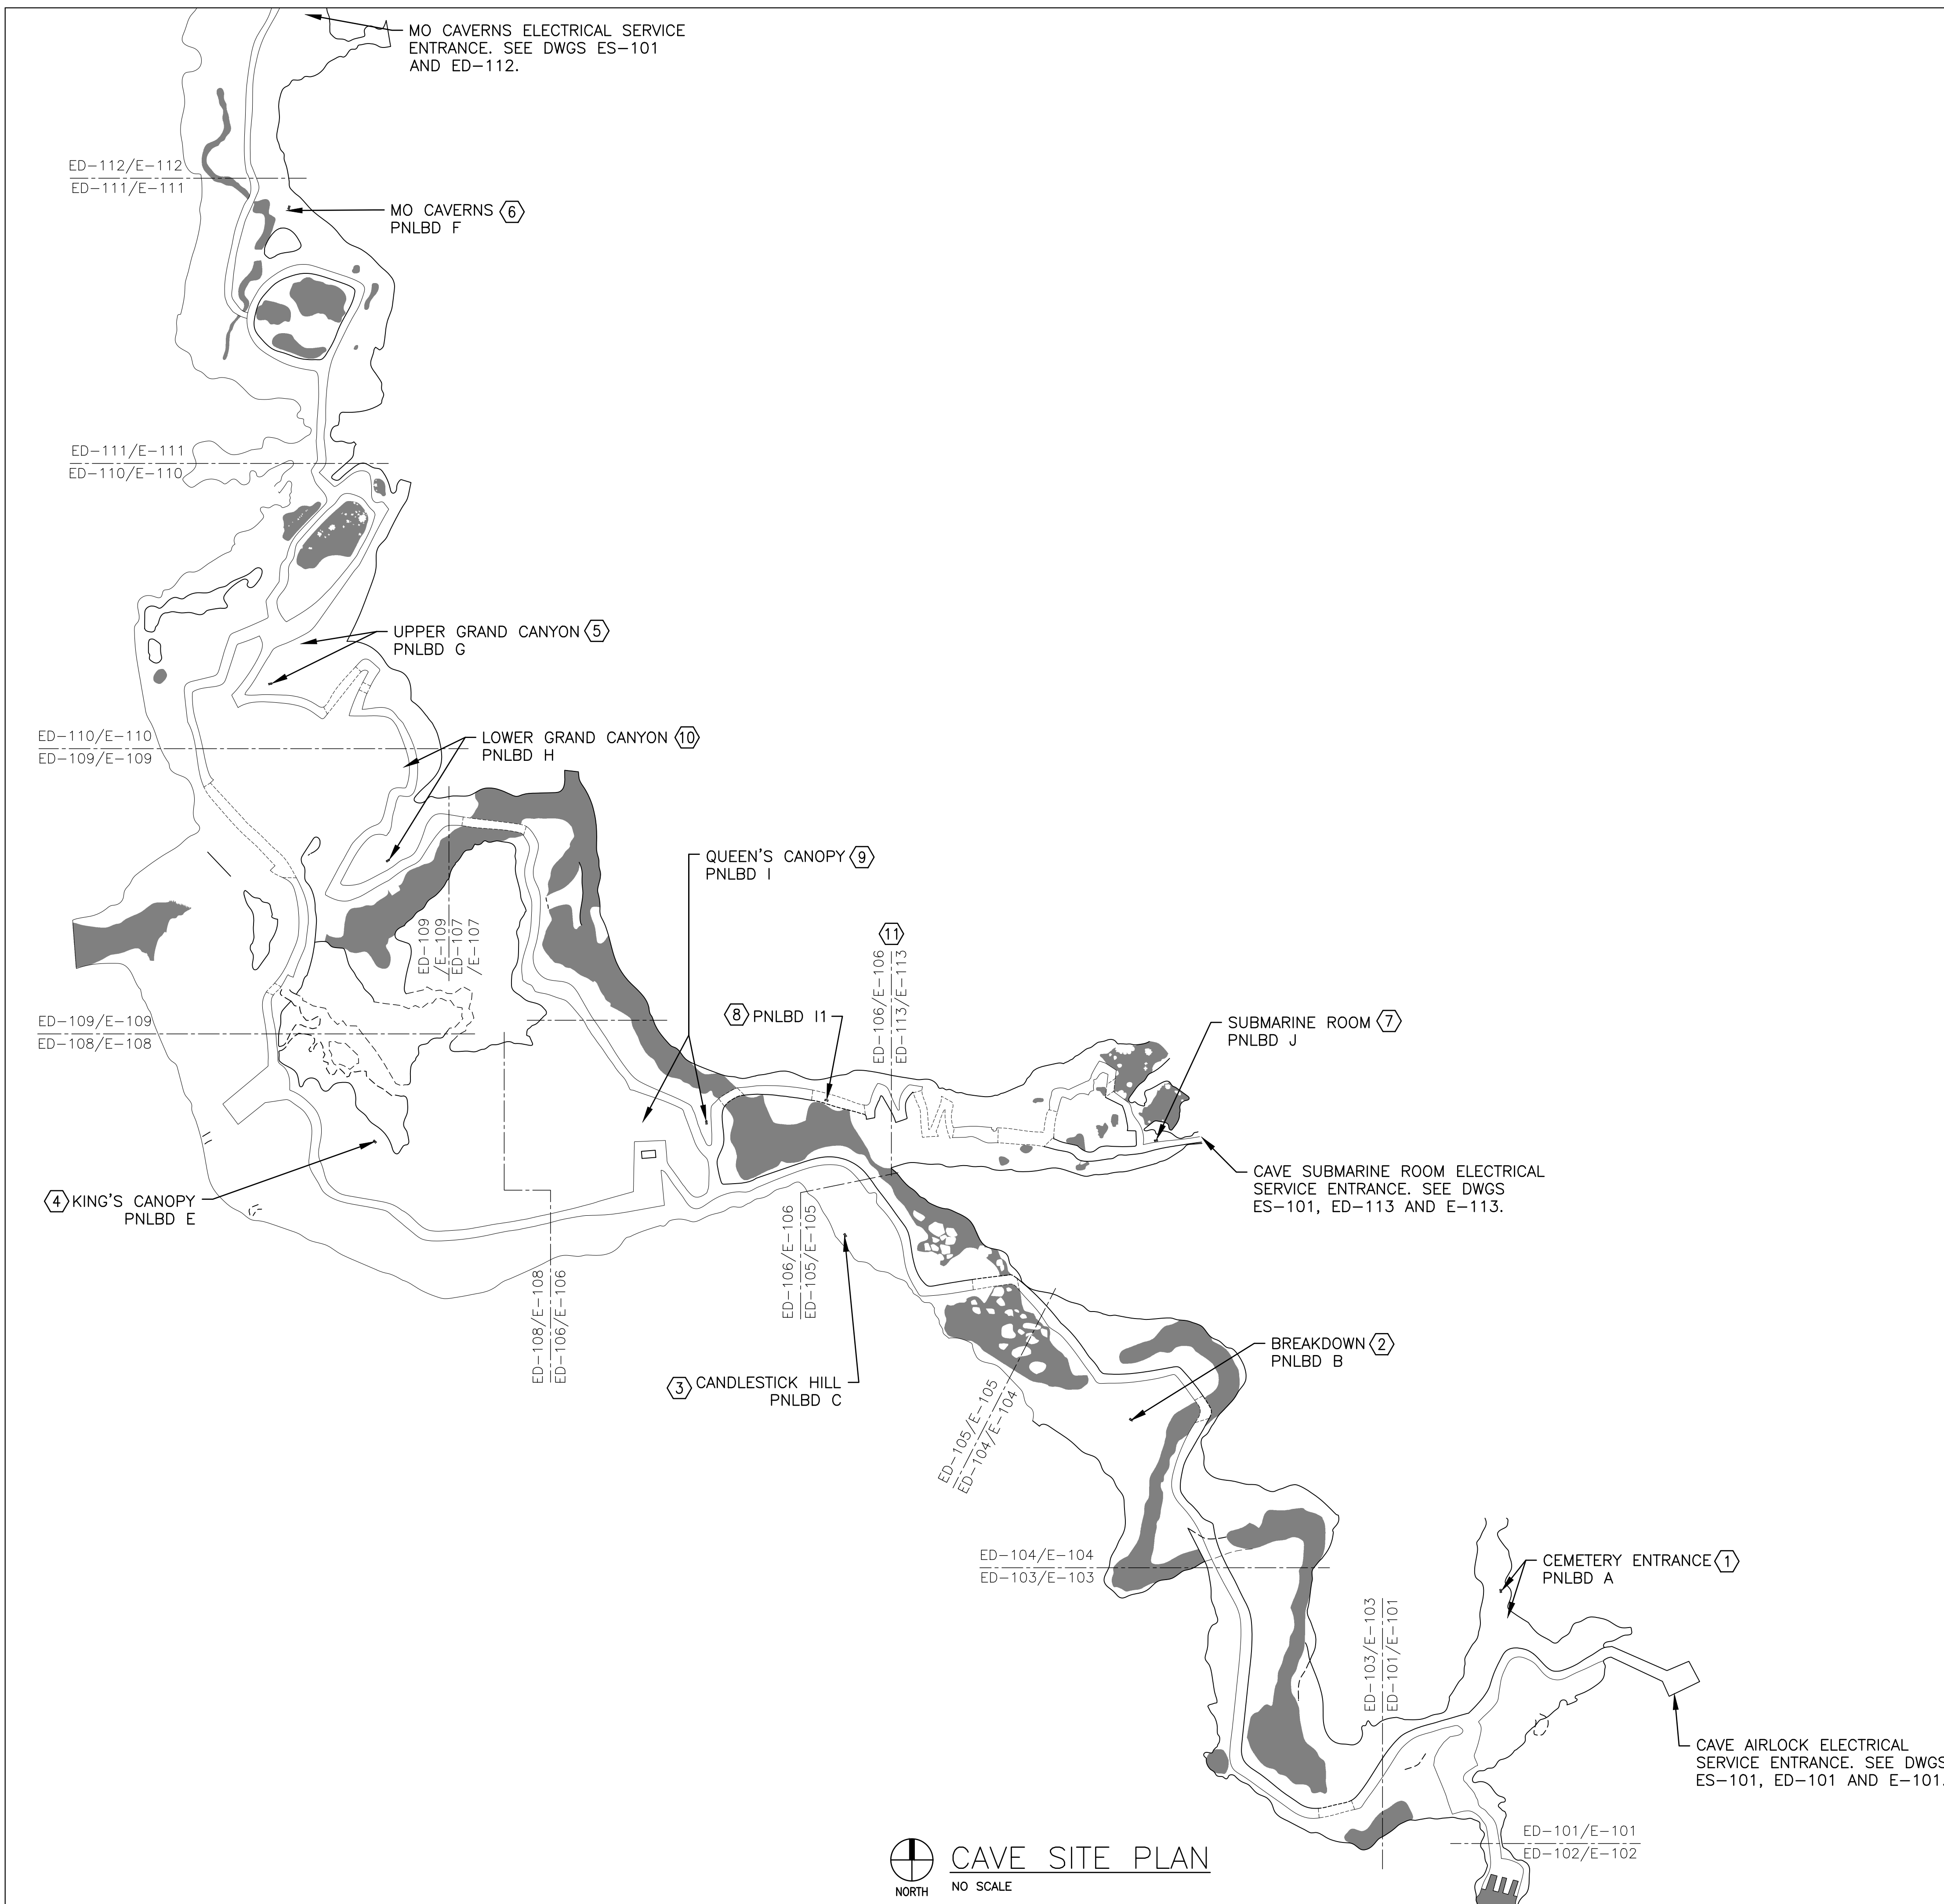 MO CAVERNS ELECTRICAL SERVICE
ENTRANCE. SEE DWGS ES-101
AND ED-112.
ED-112/E-112
ED-111/E-111
MO CAVERNS 6
PNLBD F
ED-111/E-111
ED-110/E-110
UPPER GRAND CANYON 5
PNLBD G
ED-110/E-110
ED-109/E-109
LOWER GRAND CANYON 10
PNLBD H
QUEEN'S CANOPY 9
PNLBD I
ED-109
/E-109
ED-107
/E-107
11
ED-106/E-106
ED-113/E-113
8 PNLBD I1
SUBMARINE ROOM 7
PNLBD J
ED-109/E-109
ED-108/E-108
CAVE SUBMARINE ROOM ELECTRICAL
SERVICE ENTRANCE. SEE DWGS
ES-101, ED-113 AND E-113.
4 KING'S CANOPY
PNLBD E
ED-106/E-106
ED-105/E-105
ED-108/E-108
ED-106/E-106
BREAKDOWN 2
PNLBD B
3 CANDLESTICK HILL
PNLBD C
ED-105/E-105
ED-104/E-104
ED-104/E-104
ED-103/E-103
CEMETERY ENTRANCE 1
PNLBD A
ED-103/E-103
ED-101/E-101
CAVE AIRLOCK ELECTRICAL
SERVICE ENTRANCE. SEE DWGS
ES-101, ED-101 AND E-101.
ED-101/E-101
ED-102/E-102
CAVE SITE PLAN
NORTH
NO SCALE